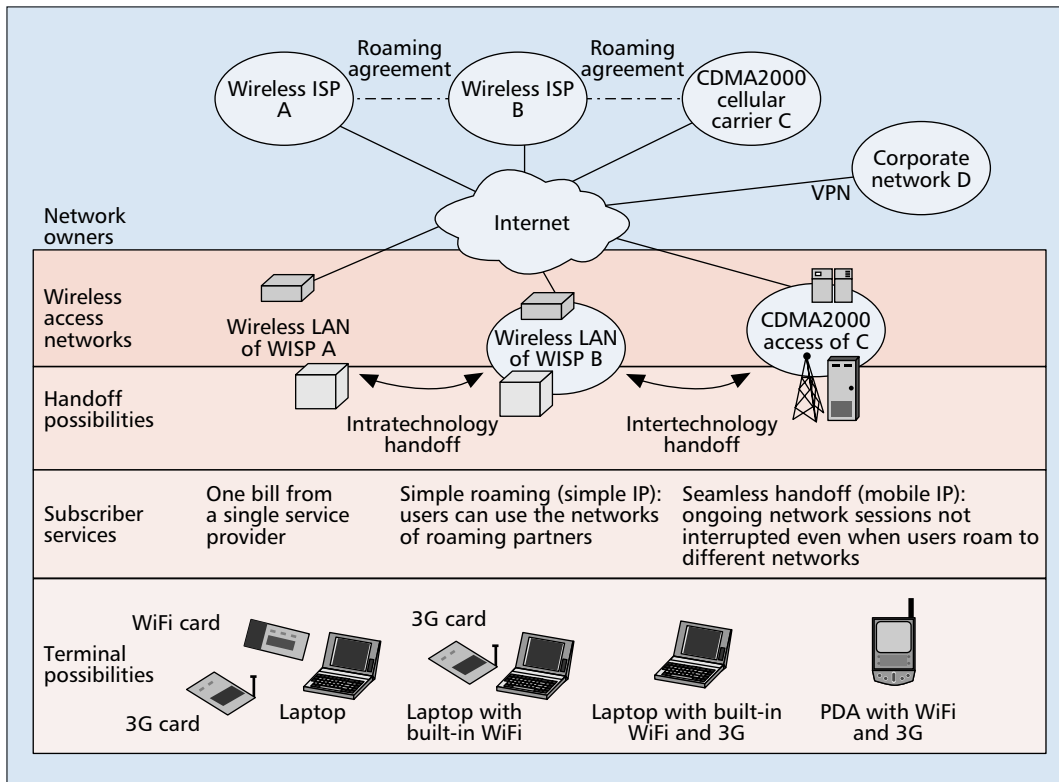 Roaming
agreement
Roaming
agreement
Wireless ISP
A
Wireless ISP
B
CDMA2000
cellular
carrier C
Corporate
network D
VPN
Internet
Network
owners
Wireless
access
networks
Wireless LAN
of WISP A
Wireless LAN
of WISP B
CDMA2000
access of C
Handoff
possibilities
Intratechnology
handoff
Intertechnology
handoff
Subscriber
services
One bill from
a single service
provider
Simple roaming (simple IP):
users can use the networks
of roaming partners
Seamless handoff (mobile IP):
ongoing network sessions not
interrupted even when users roam to
different networks
Terminal
possibilities
WiFi card
3G card
Laptop
3G card
Laptop with
built-in WiFi
Laptop with built-in
WiFi and 3G
PDA with WiFi
and 3G